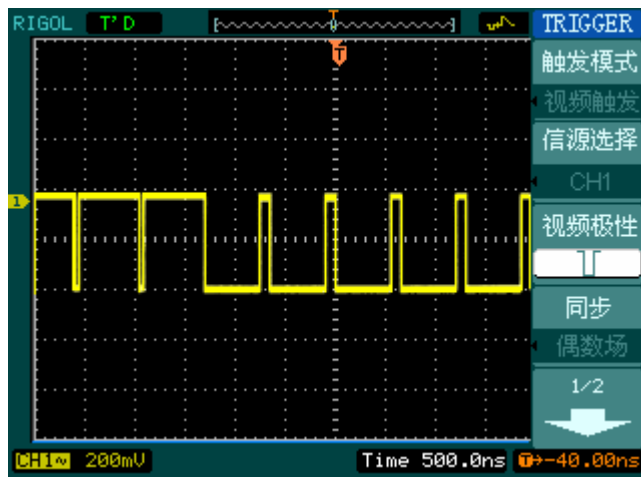 RIGOL T'D
T
TRIGGER
触发模式
视频触发
信源选择
CH1
视频极性
同步
偶数场
1/2
1
CH1~ 200mV Time 500.0ns T→-40.00ns